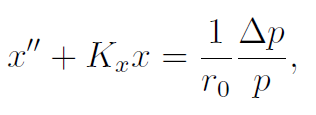 $x'' + K_x x = \frac{1}{r_0} \frac{\Delta p}{p},$